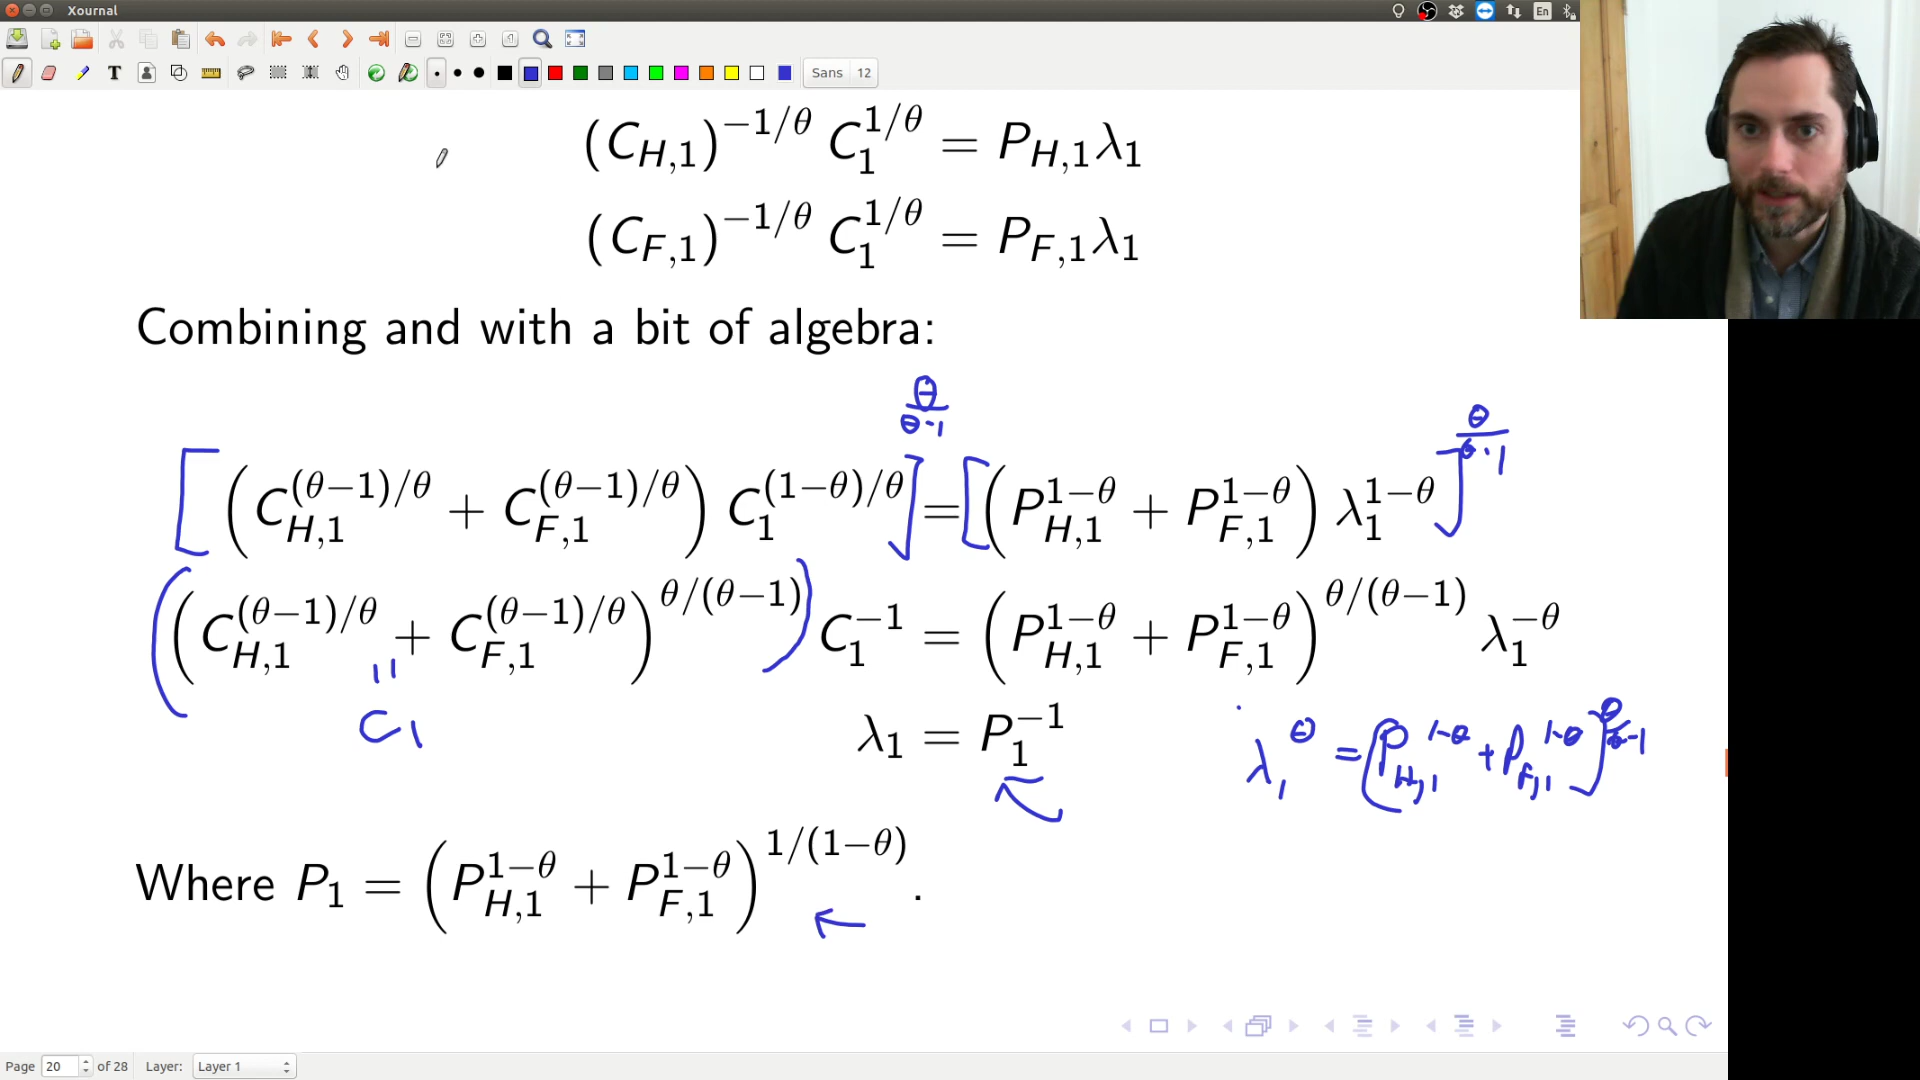 Xournal
En
Sans 12
(C_{H,1})^{-1/θ} C_1^{1/θ} = P_{H,1}λ_1
(C_{F,1})^{-1/θ} C_1^{1/θ} = P_{F,1}λ_1
Combining and with a bit of algebra:
[(C_{H,1}^{(θ-1)/θ} + C_{F,1}^{(θ-1)/θ}) C_1^{(1-θ)/θ}]^{θ/(θ-1)} = [(P_{H,1}^{1-θ} + P_{F,1}^{1-θ}) λ_1^{1-θ}]^{θ/(θ-1)}
((C_{H,1}^{(θ-1)/θ} + C_{F,1}^{(θ-1)/θ})^{θ/(θ-1)}) C_1^{-1} = (P_{H,1}^{1-θ} + P_{F,1}^{1-θ})^{θ/(θ-1)} λ_1^{-θ}
"
C_1
λ_1 = P_1^{-1}
λ_1^θ = [P_{H,1}^{1-θ} + P_{F,1}^{1-θ}]^{θ/(θ-1)}
Where P_1 = (P_{H,1}^{1-θ} + P_{F,1}^{1-θ})^{1/(1-θ)}.
Page 20 of 28 Layer: Layer 1